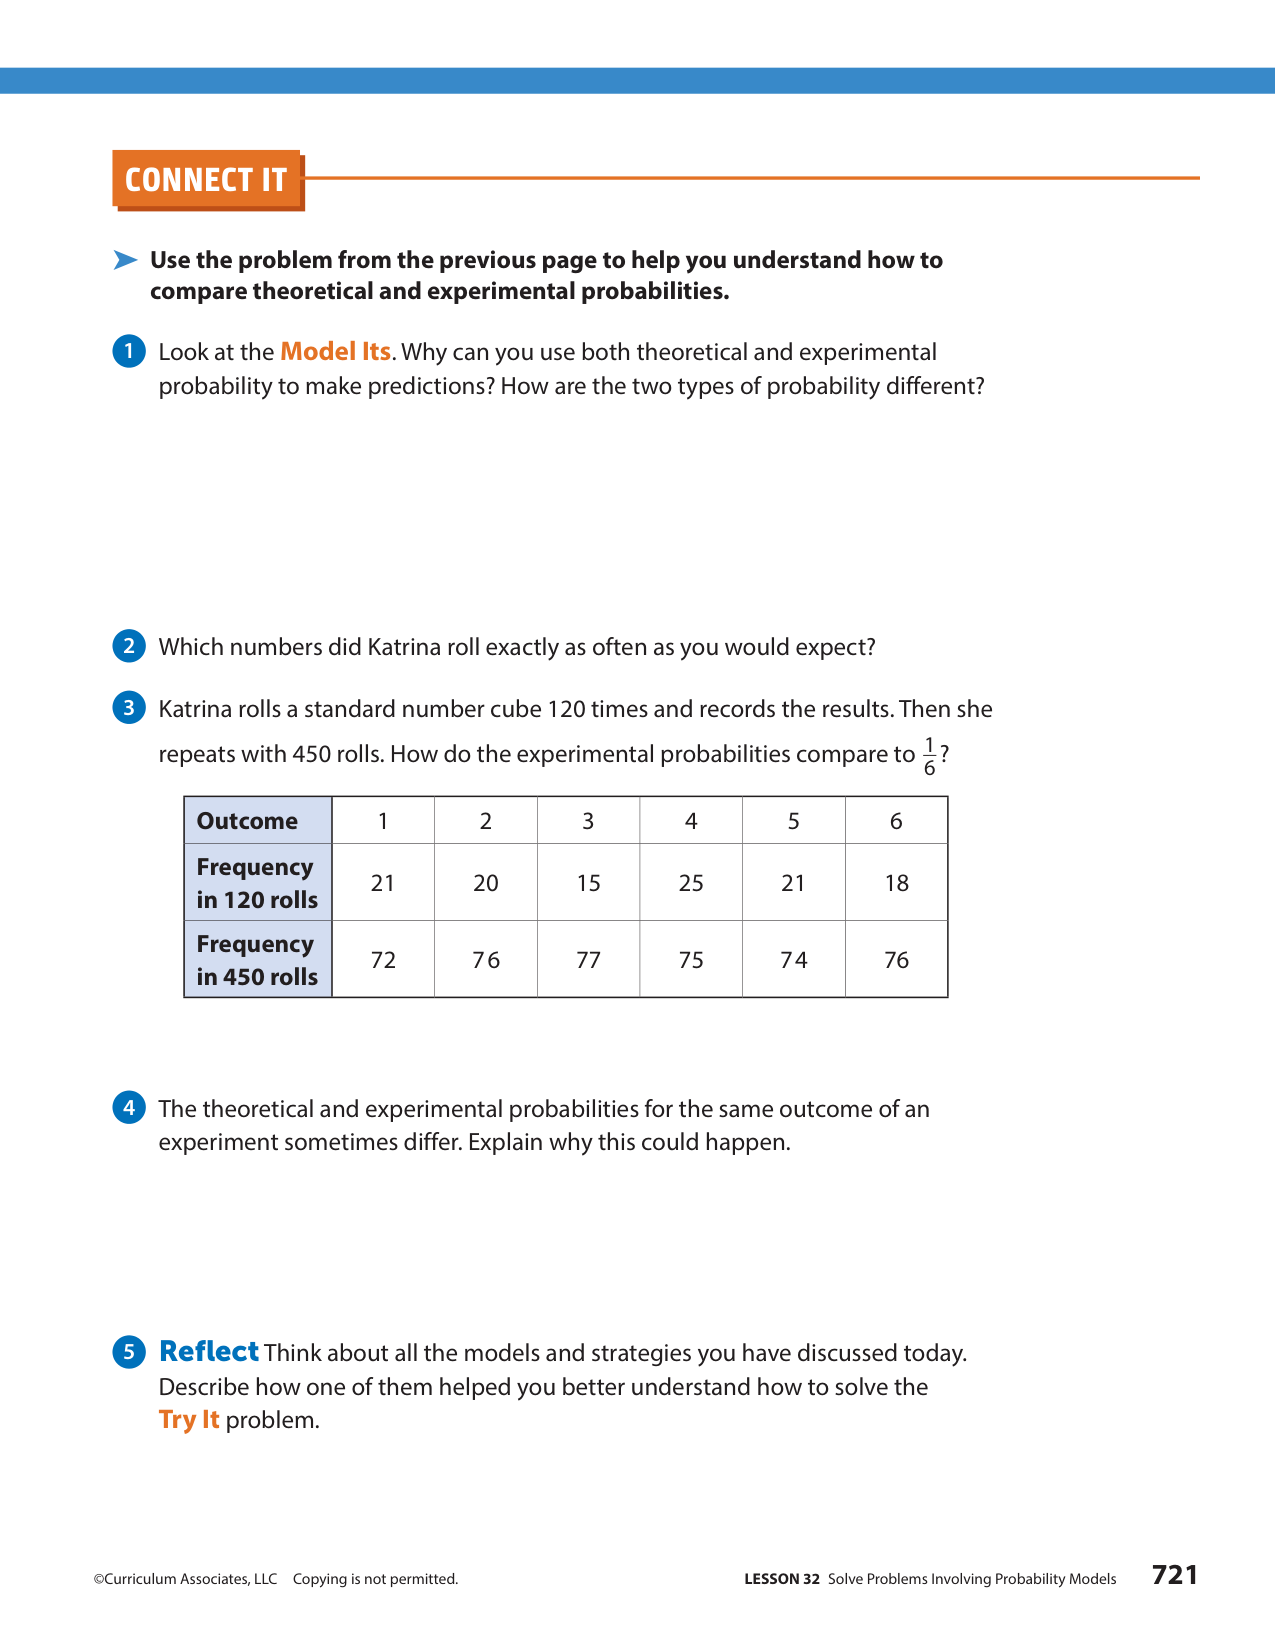 CONNECT IT
➤ Use the problem from the previous page to help you understand how to
compare theoretical and experimental probabilities.
1 Look at the Model Its. Why can you use both theoretical and experimental
probability to make predictions? How are the two types of probability different?
2 Which numbers did Katrina roll exactly as often as you would expect?
3 Katrina rolls a standard number cube 120 times and records the results. Then she
repeats with 450 rolls. How do the experimental probabilities compare to 1/6?
Outcome 1 2 3 4 5 6
Frequency
in 120 rolls 21 20 15 25 21 18
Frequency
in 450 rolls 72 76 77 75 74 76
4 The theoretical and experimental probabilities for the same outcome of an
experiment sometimes differ. Explain why this could happen.
5 Reflect Think about all the models and strategies you have discussed today.
Describe how one of them helped you better understand how to solve the
Try It problem.
©Curriculum Associates, LLC Copying is not permitted. LESSON 32 Solve Problems Involving Probability Models 721